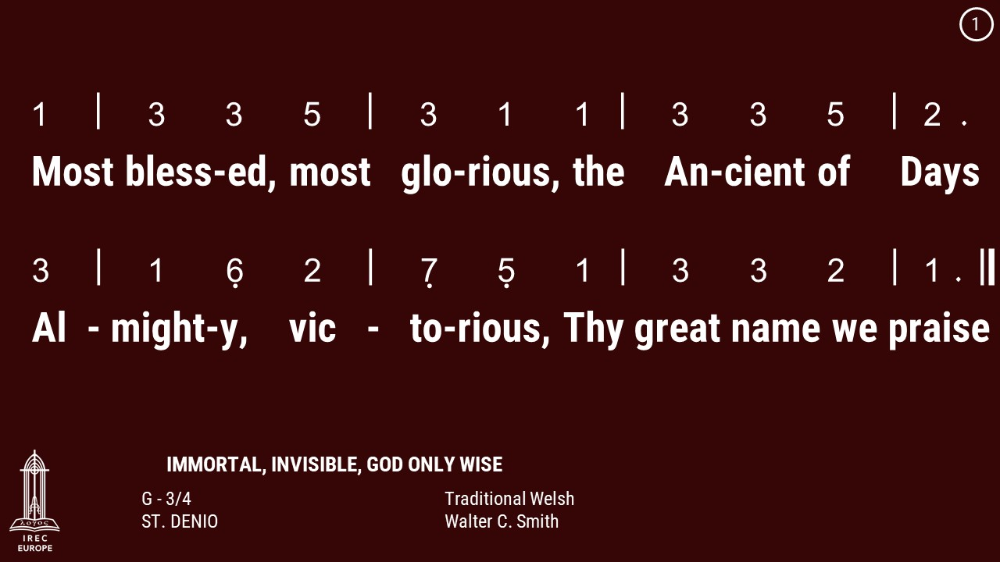 1
1 | 3 3 5 | 3 1 1 | 3 3 5 | 2 .
Most bless-ed, most glo-rious, the An-cient of Days
3 | 1 6̣ 2 | 7̣ 5̣ 1 | 3 3 2 | 1 . ||
Al - might-y, vic - to-rious, Thy great name we praise
IMMORTAL, INVISIBLE, GOD ONLY WISE
G - 3/4
Traditional Welsh
ST. DENIO
Walter C. Smith
λογος
IREC
EUROPE